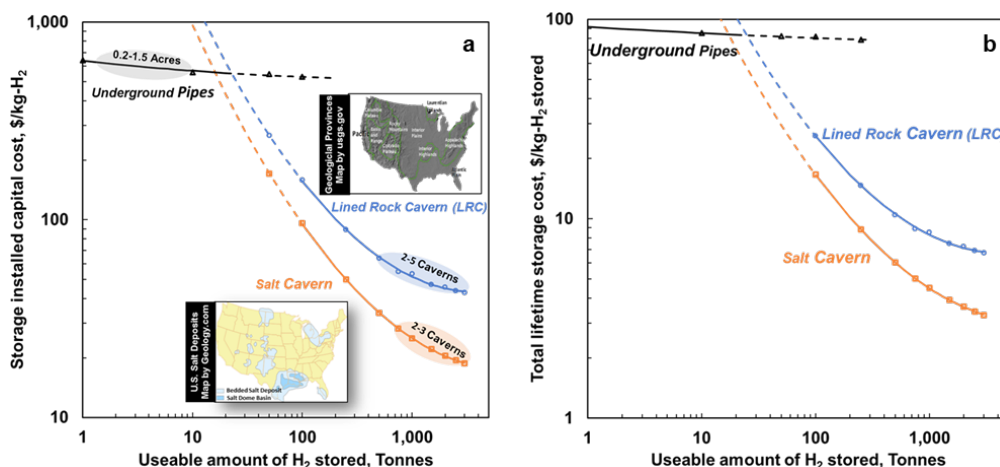 Storage installed capital cost, $/kg-H2
1,000
100
10
1
10
100
1,000
Useable amount of H2 stored, Tonnes
a
0.2-1.5 Acres
Underground Pipes
Geological Provinces
Map by usgs.gov
Lined Rock Cavern (LRC)
2-5 Caverns
Salt Cavern
2-3 Caverns
U.S. Salt Deposits
Map by Geology.com
Bedded Salt Deposit
Salt Dome Basin
Total lifetime storage cost, $/kg-H2 stored
100
10
1
1
10
100
1,000
Useable amount of H2 stored, Tonnes
b
Underground Pipes
Lined Rock Cavern (LRC
Salt Cavern